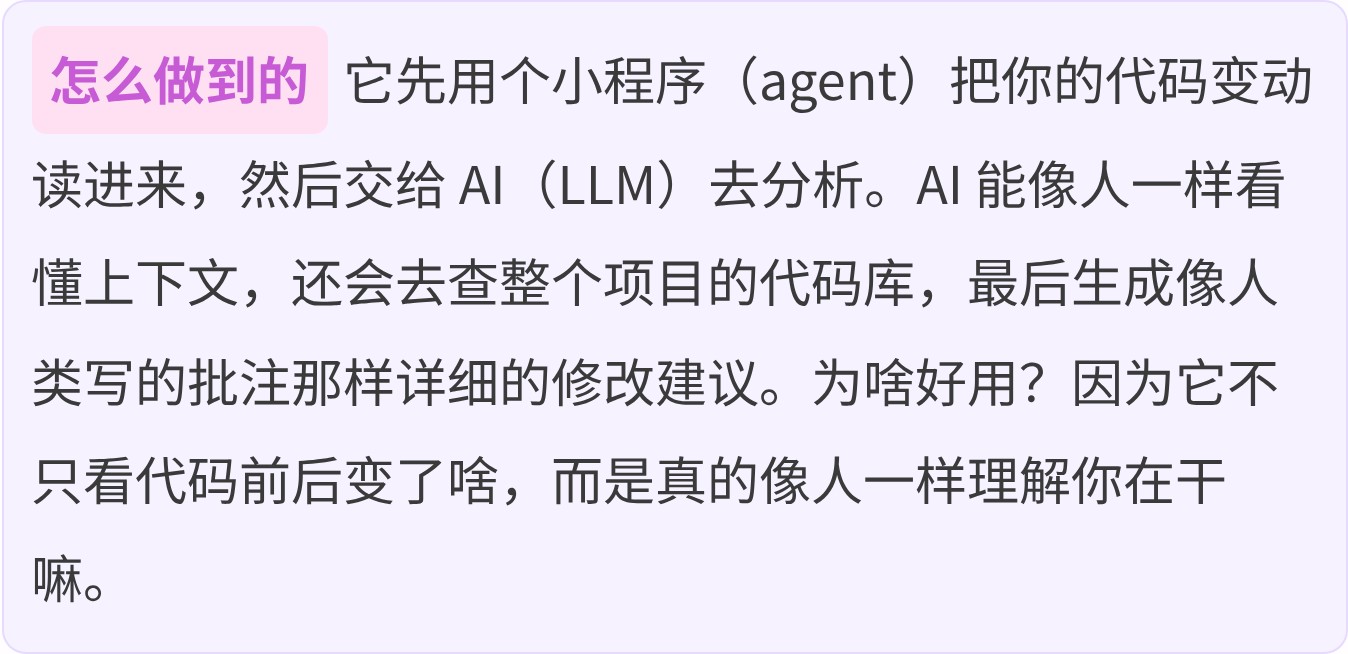 怎么做到的 它先用个小程序（agent）把你的代码变动
读进来，然后交给 AI（LLM）去分析。AI 能像人一样看
懂上下文，还会去查整个项目的代码库，最后生成像人
类写的批注那样详细的修改建议。为啥好用？因为它不
只看代码前后变了啥，而是真的像人一样理解你在干
嘛。